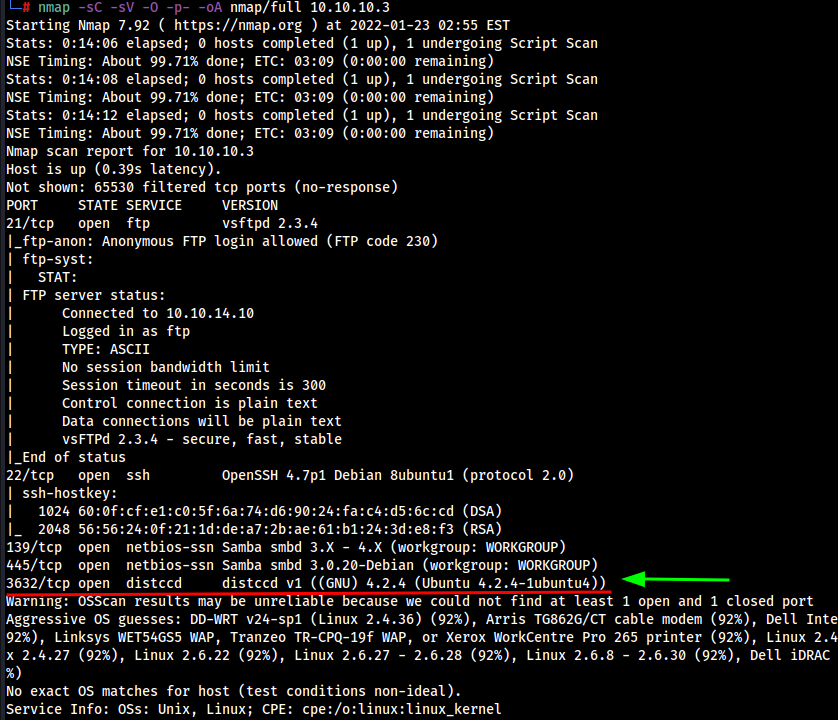 └─# nmap -sC -sV -O -p- -oA nmap/full 10.10.10.3
Starting Nmap 7.92 ( https://nmap.org ) at 2022-01-23 02:55 EST
Stats: 0:14:06 elapsed; 0 hosts completed (1 up), 1 undergoing Script Scan
NSE Timing: About 99.71% done; ETC: 03:09 (0:00:00 remaining)
Stats: 0:14:08 elapsed; 0 hosts completed (1 up), 1 undergoing Script Scan
NSE Timing: About 99.71% done; ETC: 03:09 (0:00:00 remaining)
Stats: 0:14:12 elapsed; 0 hosts completed (1 up), 1 undergoing Script Scan
NSE Timing: About 99.71% done; ETC: 03:09 (0:00:00 remaining)
Nmap scan report for 10.10.10.3
Host is up (0.39s latency).
Not shown: 65530 filtered tcp ports (no-response)
PORT     STATE SERVICE     VERSION
21/tcp   open  ftp         vsftpd 2.3.4
|_ftp-anon: Anonymous FTP login allowed (FTP code 230)
| ftp-syst:
|   STAT:
| FTP server status:
|      Connected to 10.10.14.10
|      Logged in as ftp
|      TYPE: ASCII
|      No session bandwidth limit
|      Session timeout in seconds is 300
|      Control connection is plain text
|      Data connections will be plain text
|      vsFTPd 2.3.4 - secure, fast, stable
|_End of status
22/tcp   open  ssh         OpenSSH 4.7p1 Debian 8ubuntu1 (protocol 2.0)
| ssh-hostkey:
|   1024 60:0f:cf:e1:c0:5f:6a:74:d6:90:24:fa:c4:d5:6c:cd (DSA)
|_  2048 56:56:24:0f:21:1d:de:a7:2b:ae:61:b1:24:3d:e8:f3 (RSA)
139/tcp  open  netbios-ssn Samba smbd 3.X - 4.X (workgroup: WORKGROUP)
445/tcp  open  netbios-ssn Samba smbd 3.0.20-Debian (workgroup: WORKGROUP)
3632/tcp open  distccd     distccd v1 ((GNU) 4.2.4 (Ubuntu 4.2.4-1ubuntu4))
Warning: OSScan results may be unreliable because we could not find at least 1 open and 1 closed port
Aggressive OS guesses: DD-WRT v24-sp1 (Linux 2.4.36) (92%), Arris TG862G/CT cable modem (92%), Dell Inte
92%), Linksys WET54GS5 WAP, Tranzeo TR-CPQ-19f WAP, or Xerox WorkCentre Pro 265 printer (92%), Linux 2.4
x 2.4.27 (92%), Linux 2.6.22 (92%), Linux 2.6.27 - 2.6.28 (92%), Linux 2.6.8 - 2.6.30 (92%), Dell iDRAC
%)
No exact OS matches for host (test conditions non-ideal).
Service Info: OSs: Unix, Linux; CPE: cpe:/o:linux:linux_kernel